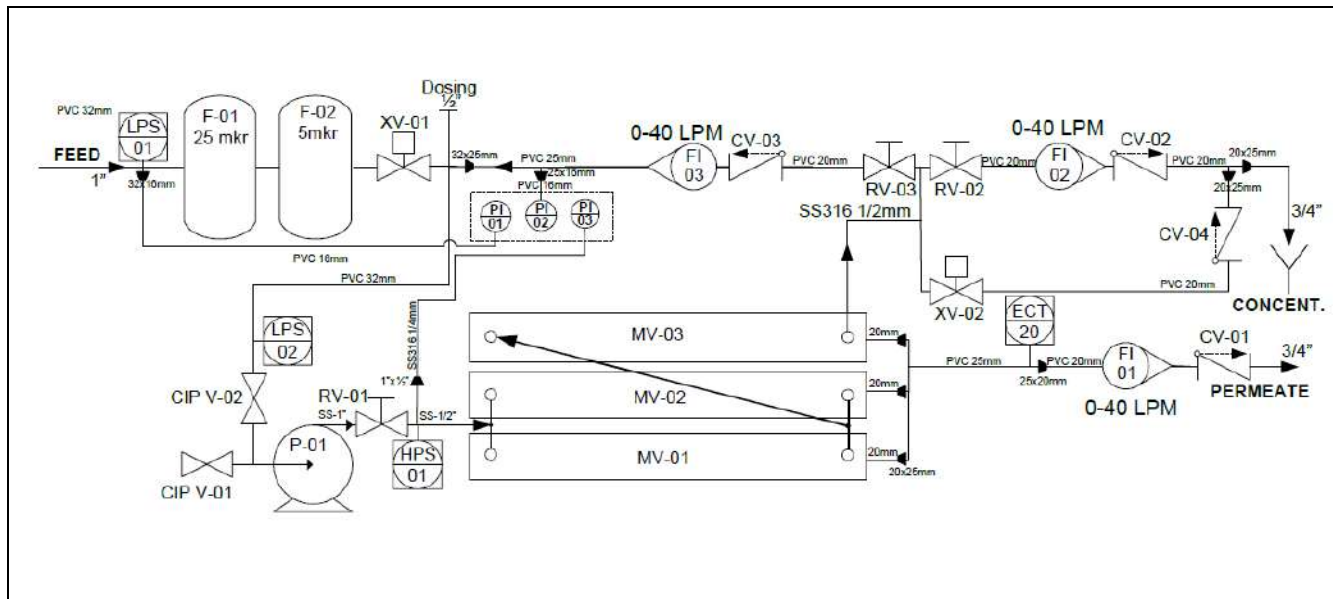 PVC 32mm
LPS
01
FEED
1"
32x16mm
F-01
25 mkr
F-02
5mkr
XV-01
Dosing
½"
32x25mm
PVC 25mm
25x16mm
PVC 16mm
PI
01
PI
02
PI
03
PVC 16mm
PVC 32mm
0-40 LPM
FI
03
CV-03
PVC 20mm
RV-03
RV-02
SS316 1/2mm
PVC 20mm
0-40 LPM
FI
02
CV-02
PVC 20mm
20x25mm
20x25mm
3/4"
CV-04
PVC 20mm
CONCENT.
XV-02
LPS
02
CIP V-02
CIP V-01
P-01
SS-1"
RV-01
1"x½"
SS-1/2"
SS316 1/4mm
HPS
01
MV-03
MV-02
MV-01
20mm
20mm
20mm
20x25mm
PVC 25mm
ECT
20
25x20mm
PVC 20mm
FI
01
0-40 LPM
CV-01
3/4"
PERMEATE